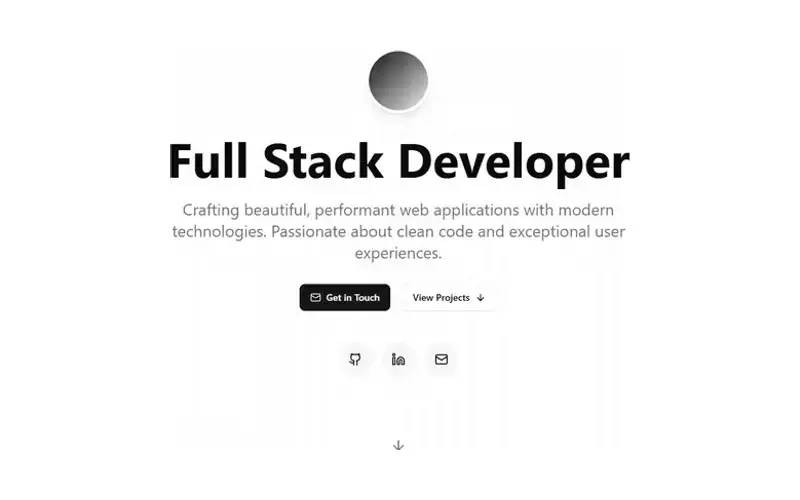 Full Stack Developer
Crafting beautiful, performant web applications with modern
technologies. Passionate about clean code and exceptional user
experiences.
Get in Touch
View Projects